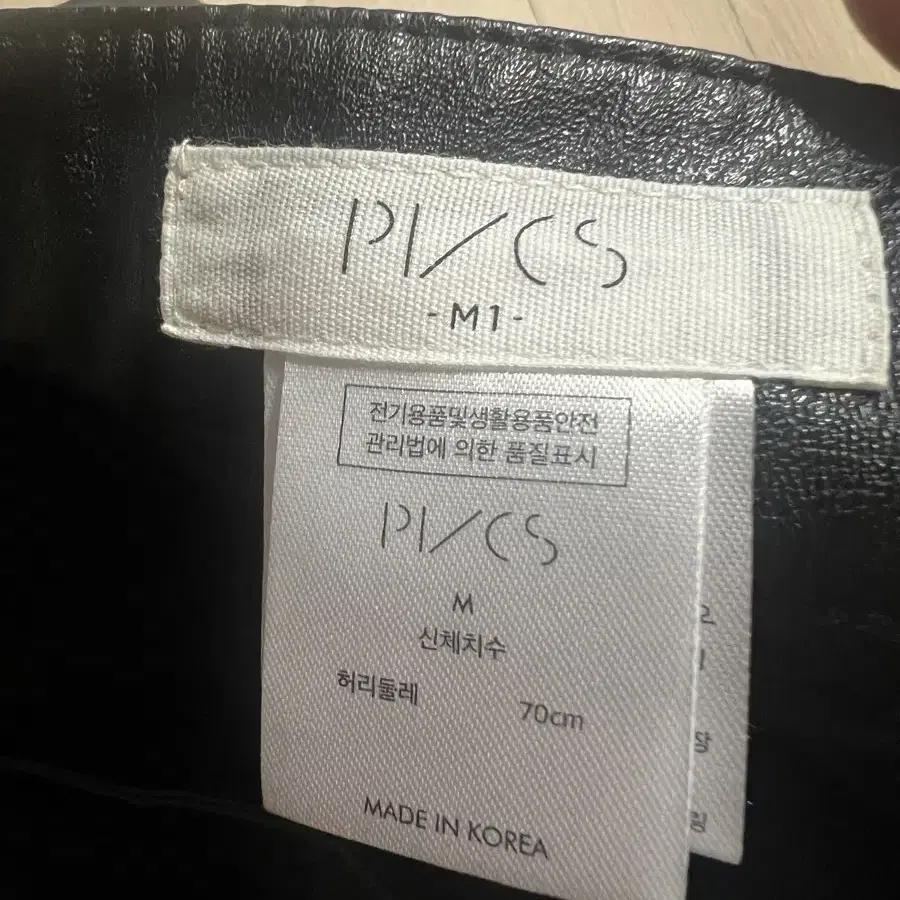 PI/CS
-M1-
전기용품및생활용품안전
관리법에 의한 품질표시
PI/CS
M
신체치수
허리둘레 70cm
MADE IN KOREA